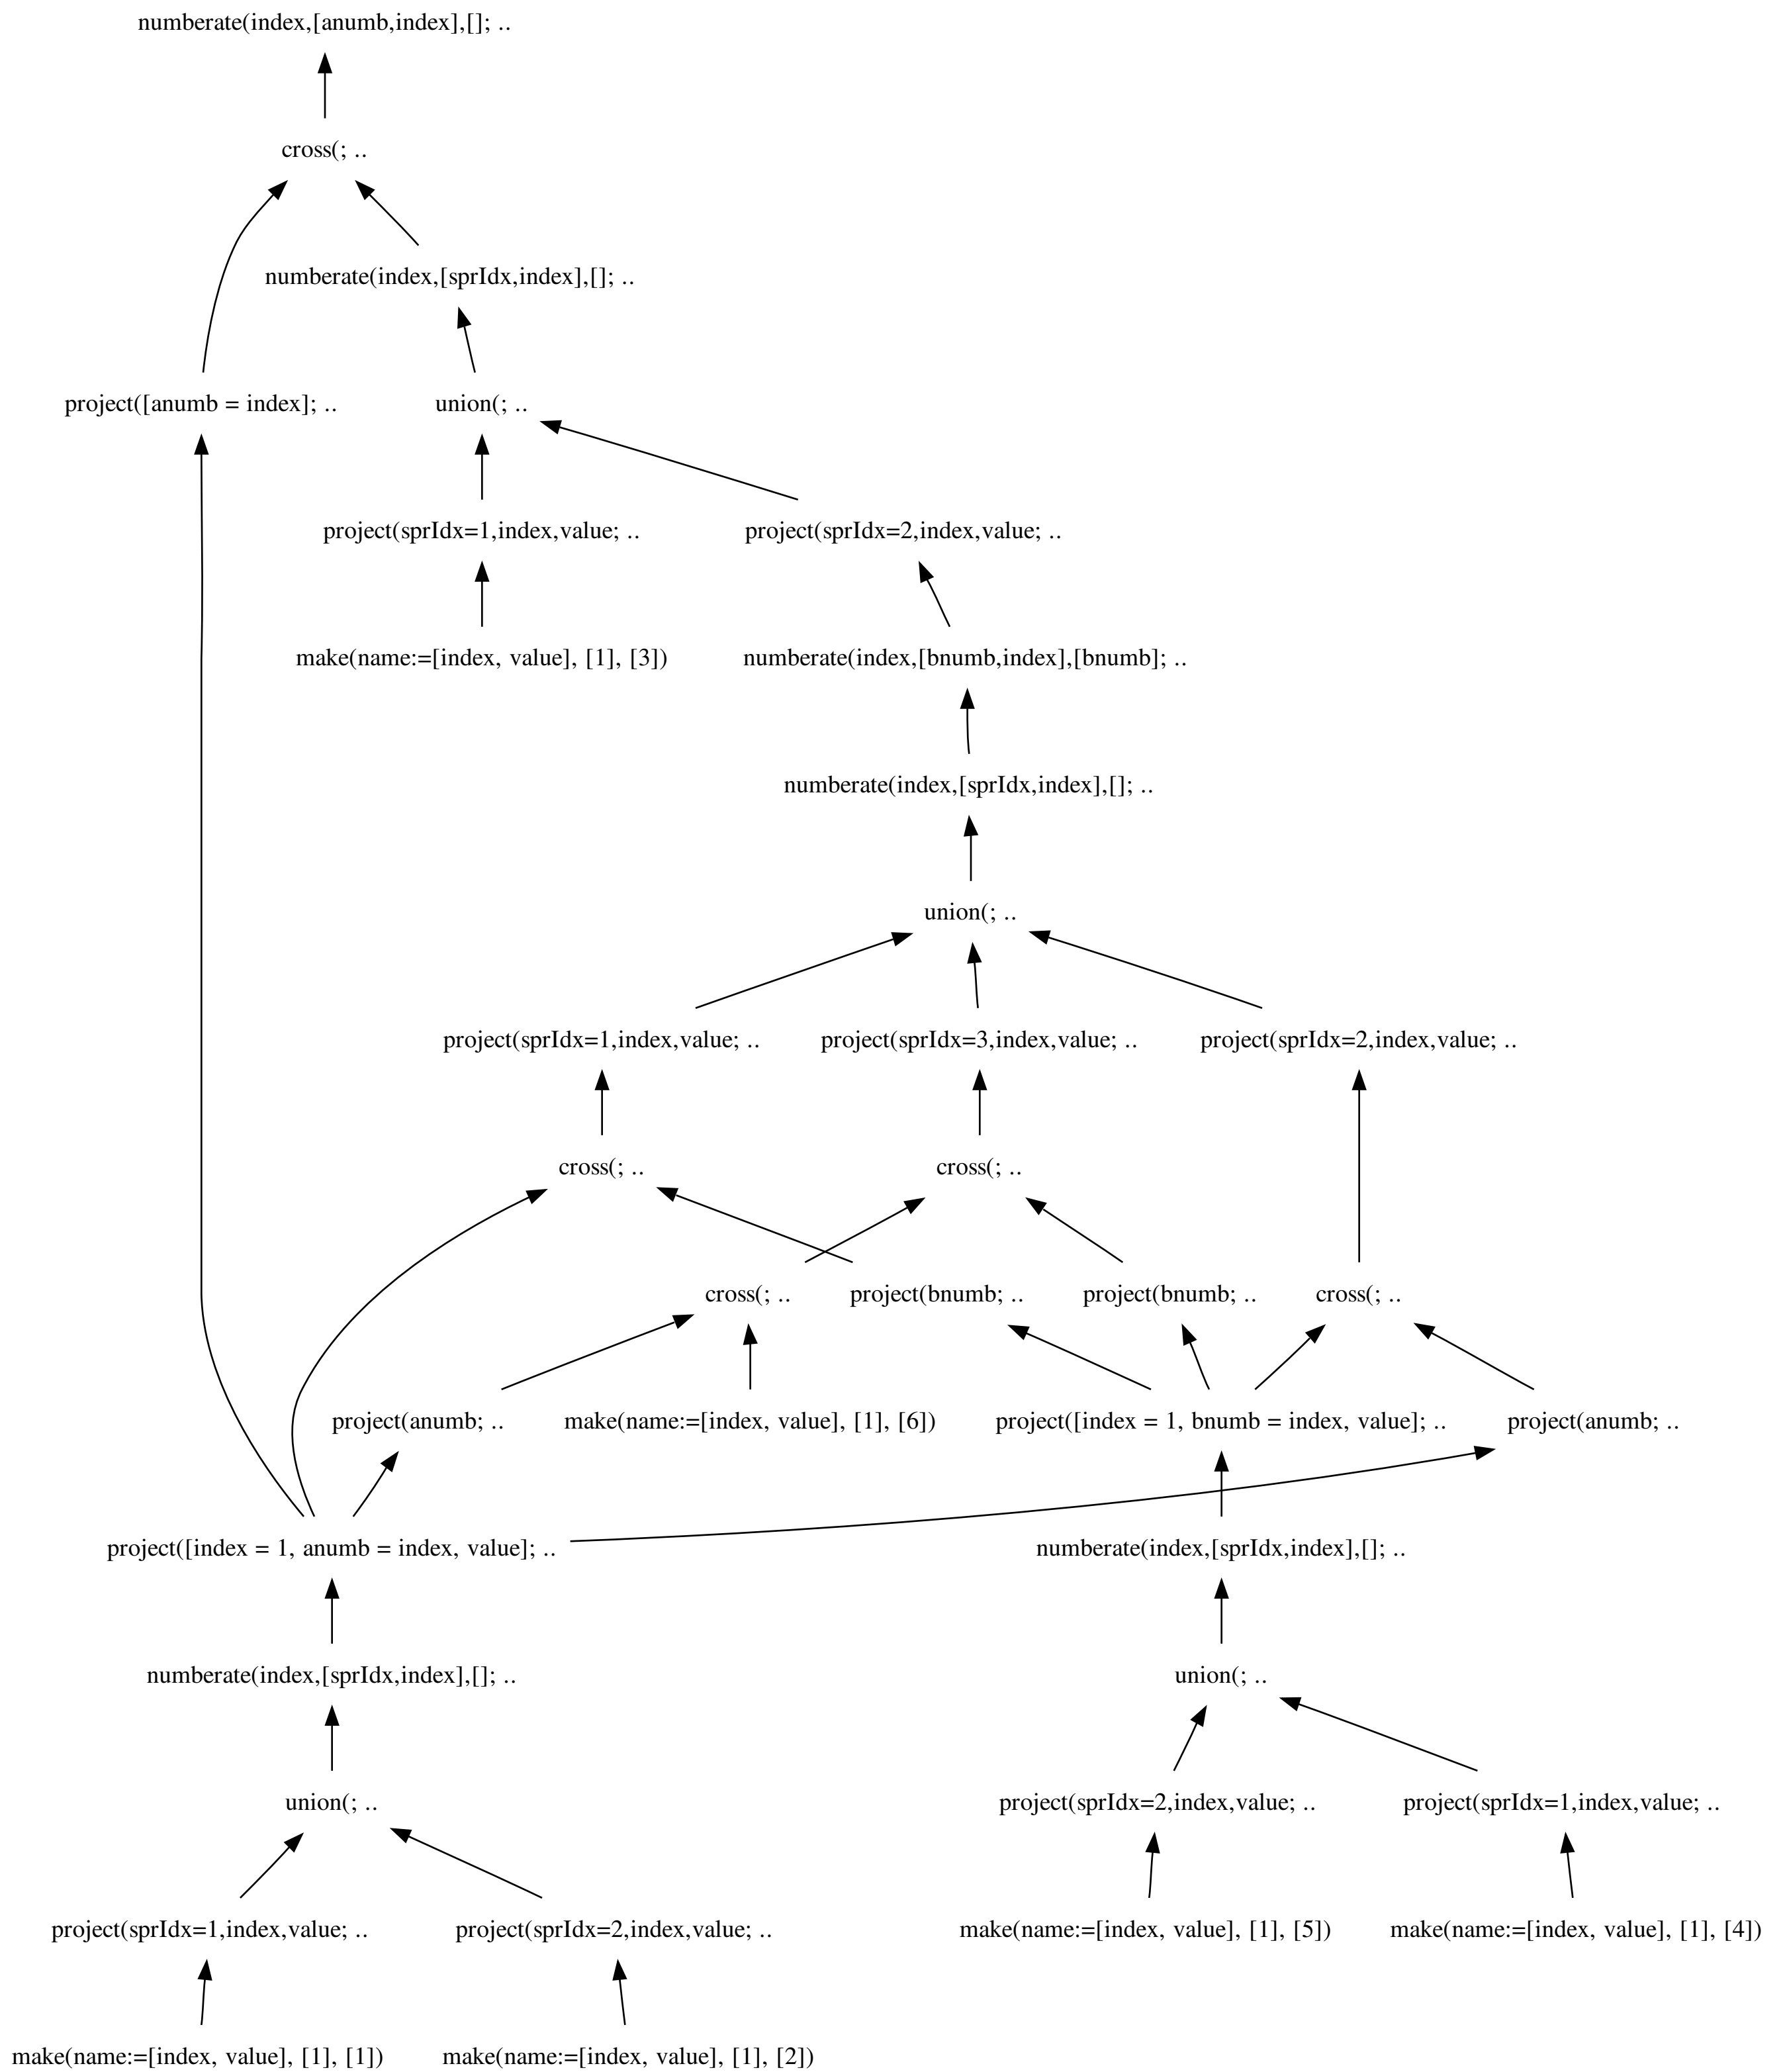 numberate(index,[anumb,index],[]; ..
cross(; ..
numberate(index,[sprIdx,index],[]; ..
project([anumb = index]; ..
union(; ..
project(sprIdx=1,index,value; ..
project(sprIdx=2,index,value; ..
make(name:=[index, value], [1], [3])
numberate(index,[bnumb,index],[bnumb]; ..
numberate(index,[sprIdx,index],[]; ..
union(; ..
project(sprIdx=1,index,value; ..
project(sprIdx=3,index,value; ..
project(sprIdx=2,index,value; ..
cross(; ..
cross(; ..
cross(; ..
project(bnumb; ..
project(bnumb; ..
cross(; ..
project(anumb; ..
make(name:=[index, value], [1], [6])
project([index = 1, bnumb = index, value]; ..
project(anumb; ..
project([index = 1, anumb = index, value]; ..
numberate(index,[sprIdx,index],[]; ..
numberate(index,[sprIdx,index],[]; ..
union(; ..
union(; ..
project(sprIdx=2,index,value; ..
project(sprIdx=1,index,value; ..
project(sprIdx=1,index,value; ..
project(sprIdx=2,index,value; ..
make(name:=[index, value], [1], [5])
make(name:=[index, value], [1], [4])
make(name:=[index, value], [1], [1])
make(name:=[index, value], [1], [2])